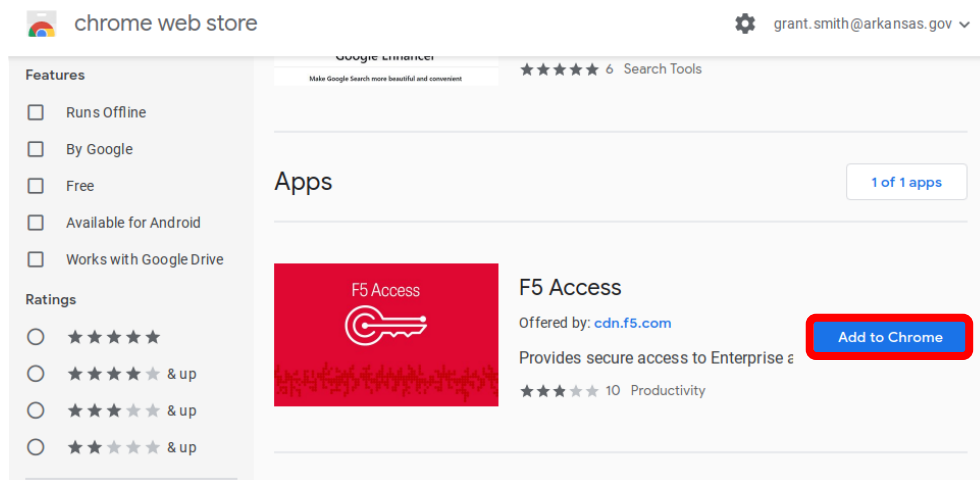 chrome web store
grant.smith@arkansas.gov
Features
Runs Offline
By Google
Free
Available for Android
Works with Google Drive
Ratings
& up
& up
& up
Google Enhancer
Make Google Search more beautiful and convenient
6 Search Tools
Apps
1 of 1 apps
F5 Access
F5 Access
Offered by: cdn.f5.com
Provides secure access to Enterprise a
10 Productivity
Add to Chrome